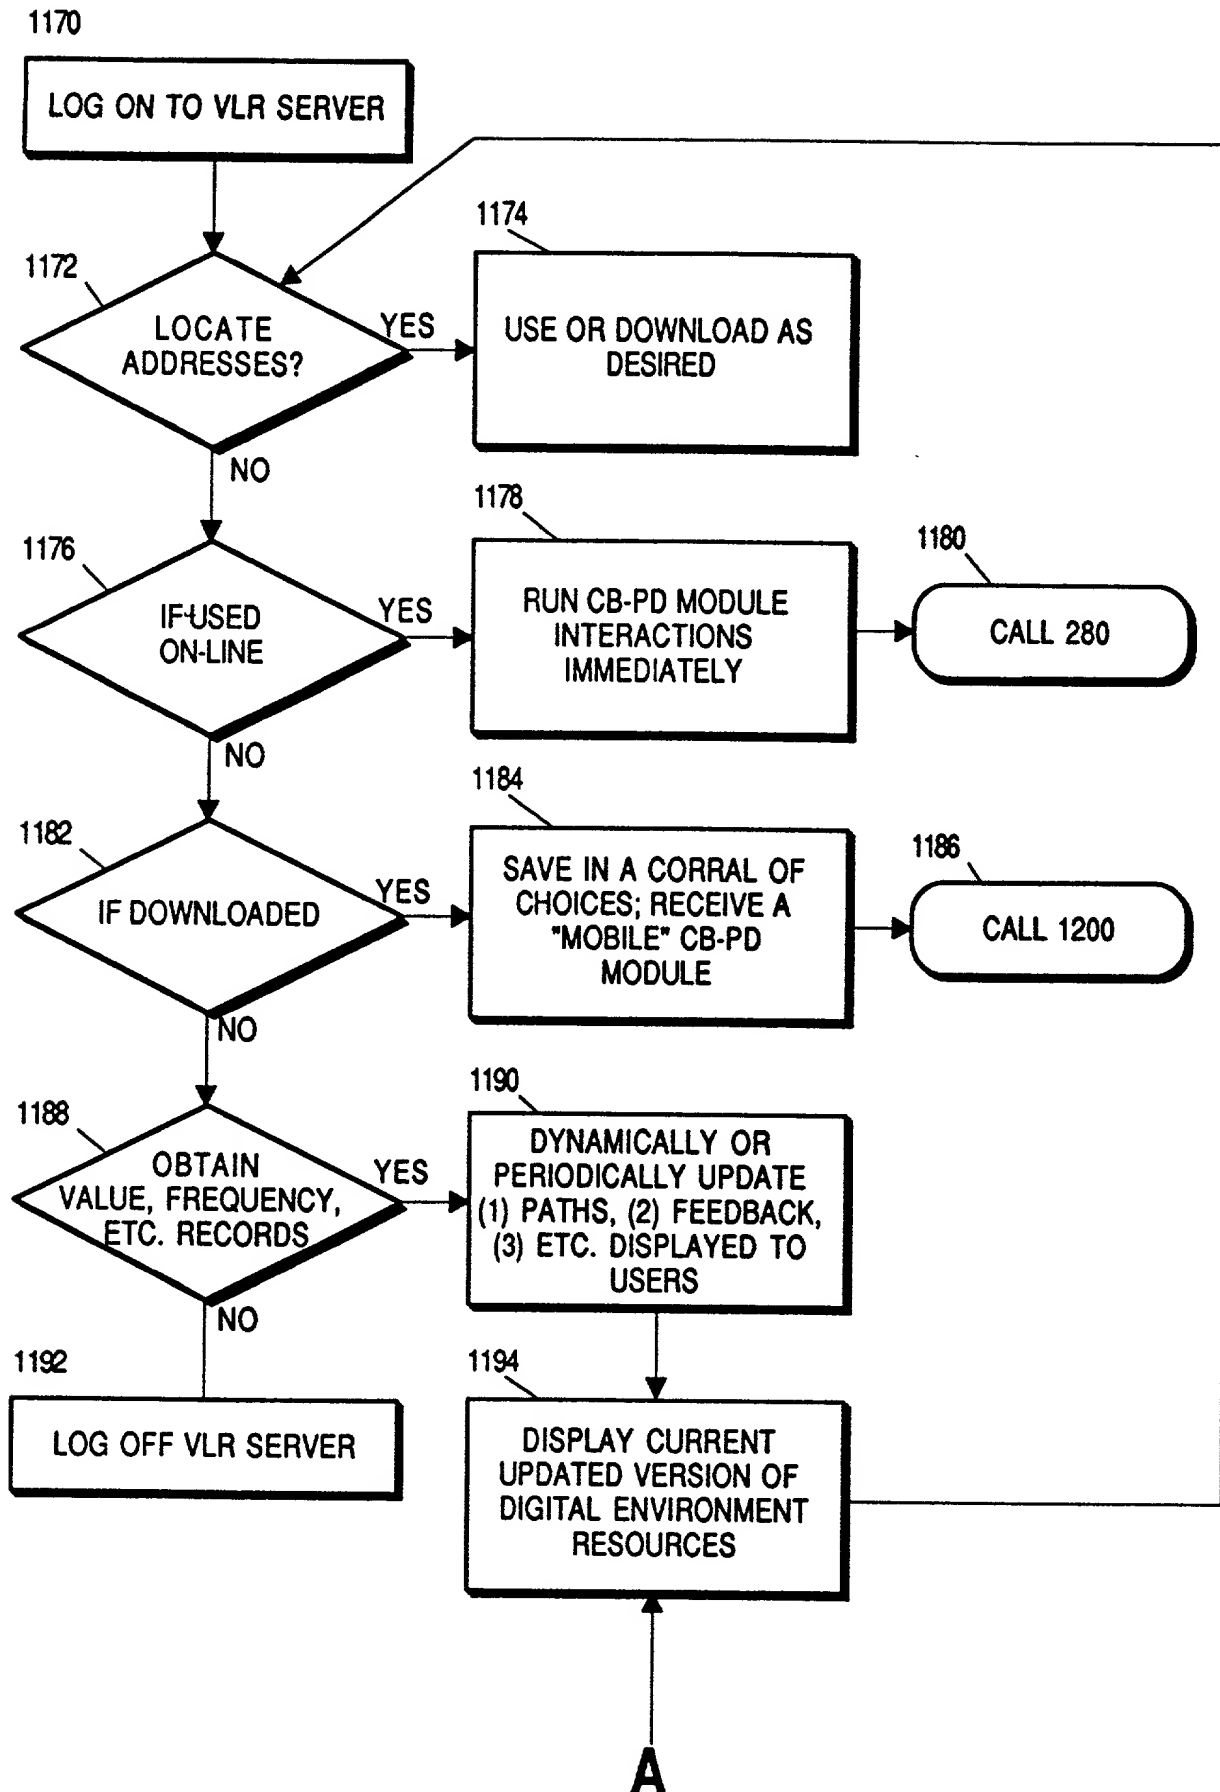 1170
LOG ON TO VLR SERVER
1172
LOCATE
ADDRESSES?
YES
NO
1174
USE OR DOWNLOAD AS
DESIRED
1176
IF-USED
ON-LINE
YES
NO
1178
RUN CB-PD MODULE
INTERACTIONS
IMMEDIATELY
1180
CALL 280
1182
IF DOWNLOADED
YES
NO
1184
SAVE IN A CORRAL OF
CHOICES; RECEIVE A
"MOBILE" CB-PD
MODULE
1186
CALL 1200
1188
OBTAIN
VALUE, FREQUENCY,
ETC. RECORDS
YES
NO
1190
DYNAMICALLY OR
PERIODICALLY UPDATE
(1) PATHS, (2) FEEDBACK,
(3) ETC. DISPLAYED TO
USERS
1192
LOG OFF VLR SERVER
1194
DISPLAY CURRENT
UPDATED VERSION OF
DIGITAL ENVIRONMENT
RESOURCES
A